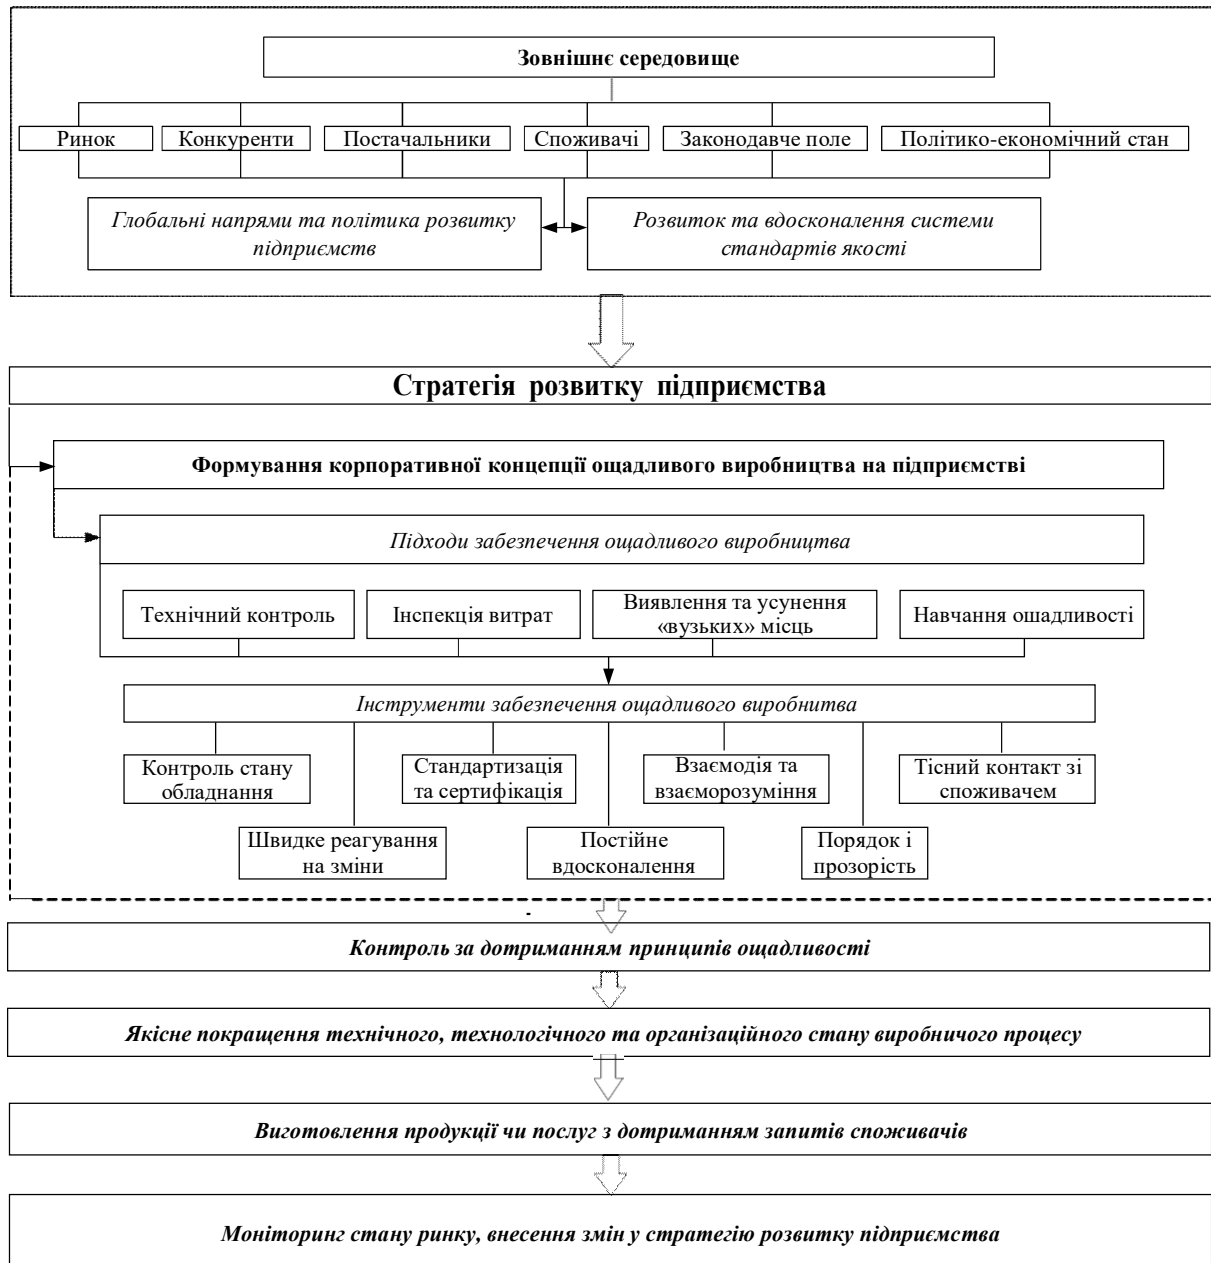 Зовнішнє середовище
Ринок
Конкуренти
Постачальники
Споживачі
Законодавче поле
Політико-економічний стан
Глобальні напрями та політика розвитку
підприємств
Розвиток та вдосконалення системи
стандартів якості
Стратегія розвитку підприємства
Формування корпоративної концепції ощадливого виробництва на підприємстві
Підходи забезпечення ощадливого виробництва
Технічний контроль
Інспекція витрат
Виявлення та усунення
«вузьких» місць
Навчання ошадливості
Інструменти забезпечення ощадливого виробнитва
Контроль стану
обладнання
Стандартизація
та сертифікація
Взаємодія та
взаєморозуміння
Тісний контакт зі
споживачем
Швидке реагування
на зміни
Постійне
вдосконалення
Порядок і
прозорість
Контроль за дотриманням принципів ощадливості
Якісне покращення технічного, технологічного та організаційного стану виробничого процесу
Виготовлення продукції чи послуг з дотриманням запитів споживачів
Моніторинг стану ринку, внесення змін у стратегію розвитку підприємства